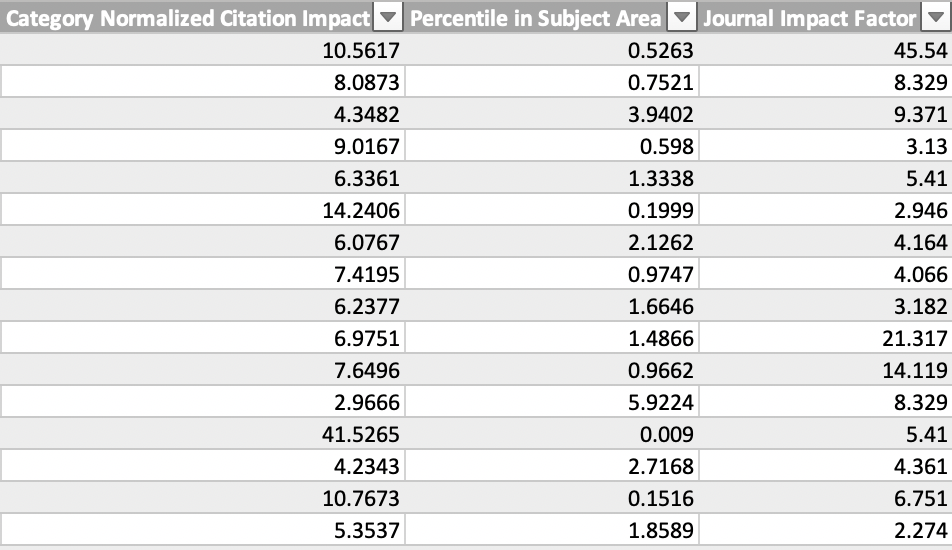 Category Normalized Citation Impact Percentile in Subject Area Journal Impact Factor
10.5617 0.5263 45.54
8.0873 0.7521 8.329
4.3482 3.9402 9.371
9.0167 0.598 3.13
6.3361 1.3338 5.41
14.2406 0.1999 2.946
6.0767 2.1262 4.164
7.4195 0.9747 4.066
6.2377 1.6646 3.182
6.9751 1.4866 21.317
7.6496 0.9662 14.119
2.9666 5.9224 8.329
41.5265 0.009 5.41
4.2343 2.7168 4.361
10.7673 0.1516 6.751
5.3537 1.8589 2.274